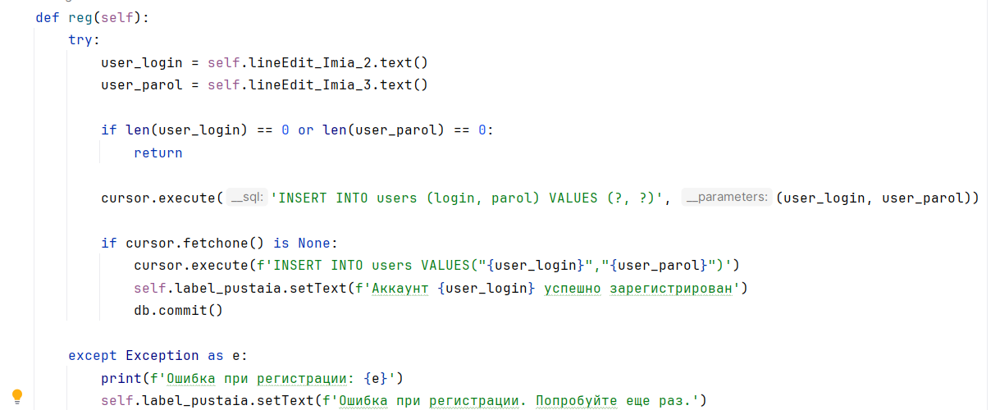 def reg(self):
try:
user_login = self.lineEdit_Imia_2.text()
user_parol = self.lineEdit_Imia_3.text()
if len(user_login) == 0 or len(user_parol) == 0:
return
cursor.execute( __sql: 'INSERT INTO users (login, parol) VALUES (?, ?)', __parameters: (user_login, user_parol))
if cursor.fetchone() is None:
cursor.execute(f'INSERT INTO users VALUES("{user_login}","{user_parol}")')
self.label_pustaia.setText(f'Аккаунт {user_login} успешно зарегистрирован')
db.commit()
except Exception as e:
print(f'Ошибка при регистрации: {e}')
self.label_pustaia.setText(f'Ошибка при регистрации. Попробуйте еще раз.')